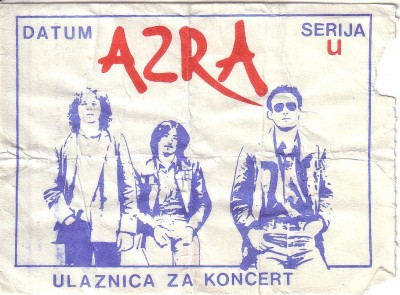 DATUM AZRA SERIJA
u
ULAZNICA ZA KONCERT